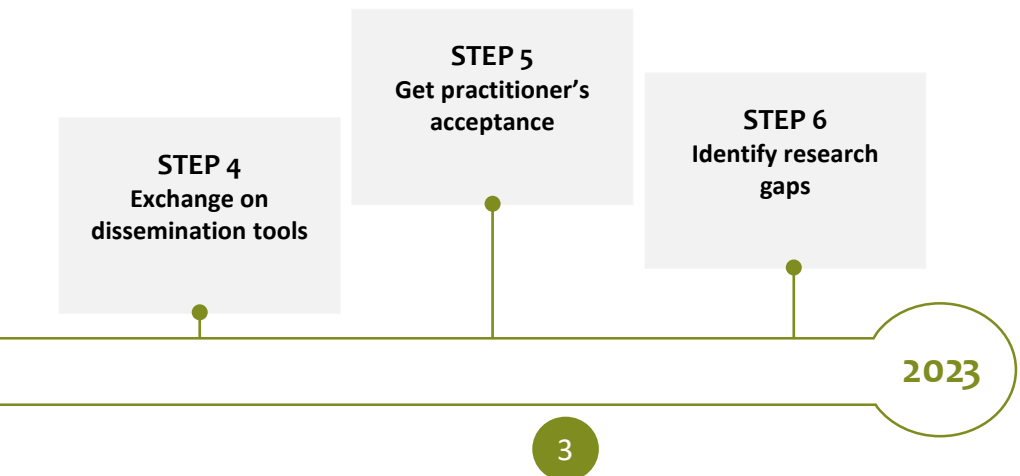 STEP 4
Exchange on
dissemination tools
STEP 5
Get practitioner’s
acceptance
STEP 6
Identify research
gaps
2023
3